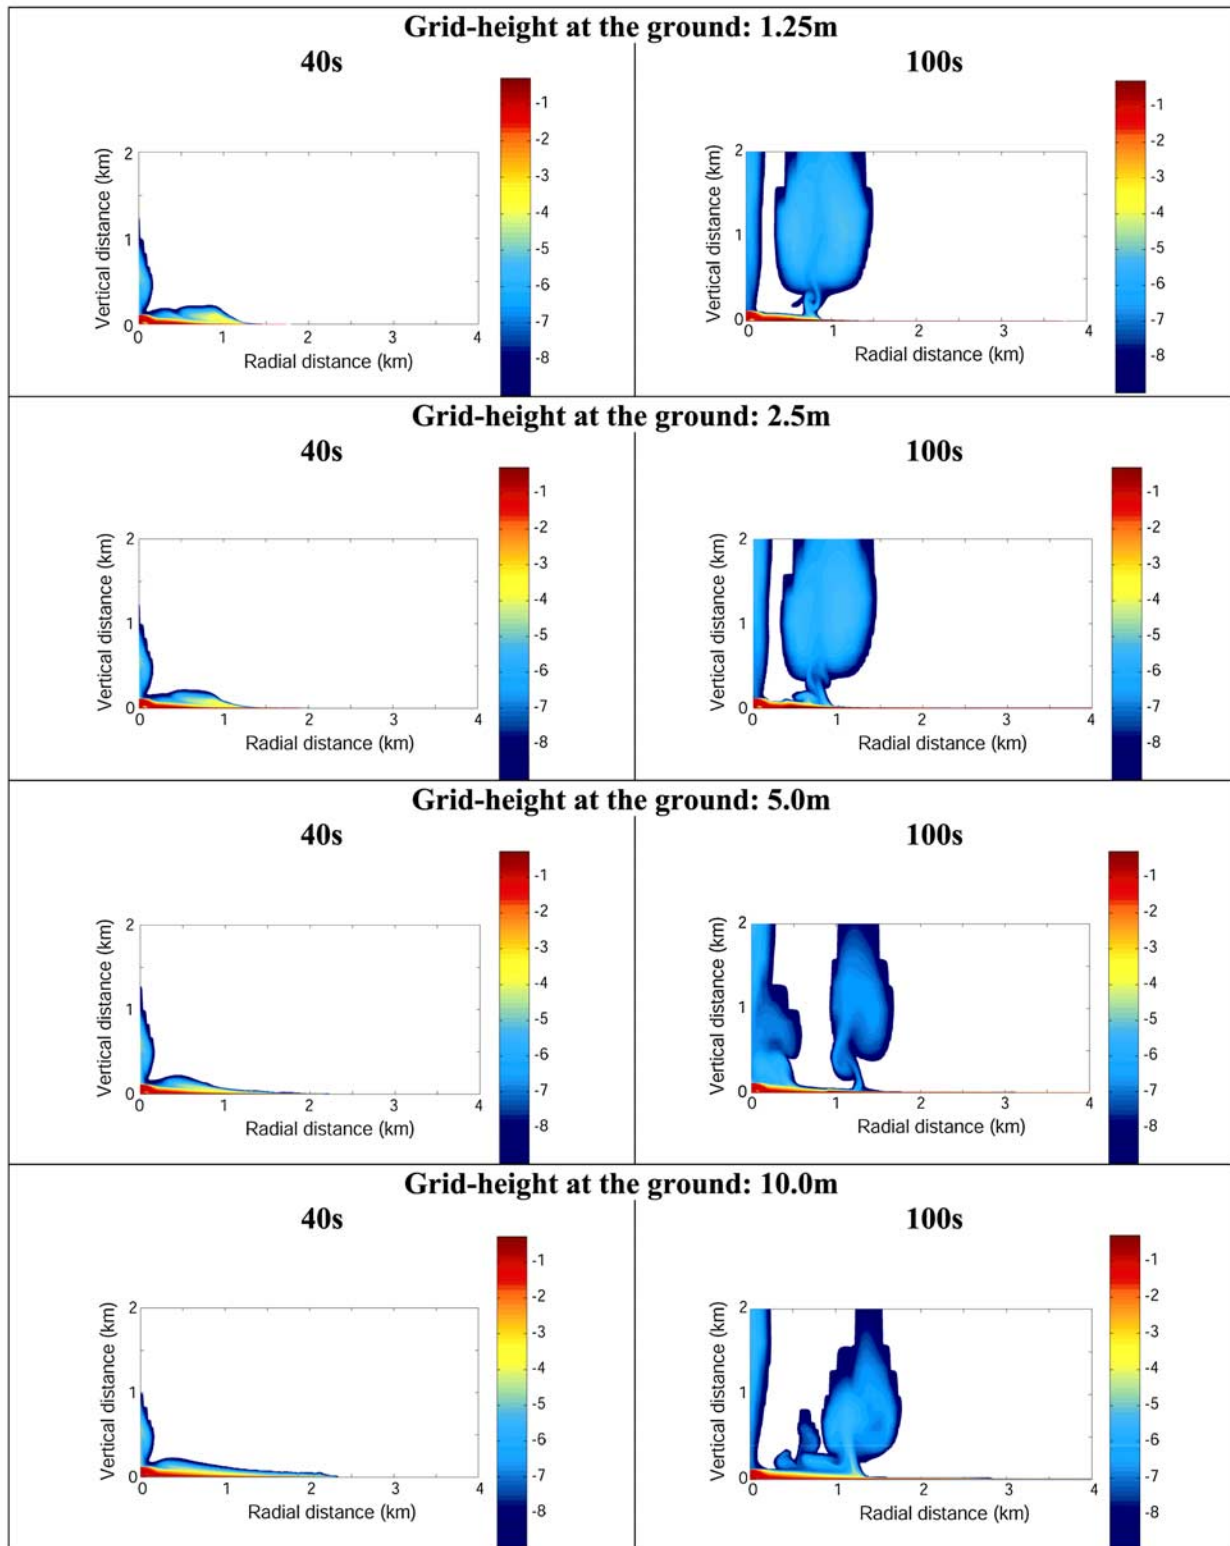 Grid-height at the ground: 1.25m
40s
100s
Vertical distance (km)
2
1
0
0 1 2 3 4
Radial distance (km)
-1
-2
-3
-4
-5
-6
-7
-8
Vertical distance (km)
2
1
0
0 1 2 3 4
Radial distance (km)
-1
-2
-3
-4
-5
-6
-7
-8
Grid-height at the ground: 2.5m
40s
100s
Vertical distance (km)
2
1
0
0 1 2 3 4
Radial distance (km)
-1
-2
-3
-4
-5
-6
-7
-8
Vertical distance (km)
2
1
0
0 1 2 3 4
Radial distance (km)
-1
-2
-3
-4
-5
-6
-7
-8
Grid-height at the ground: 5.0m
40s
100s
Vertical distance (km)
2
1
0
0 1 2 3 4
Radial distance (km)
-1
-2
-3
-4
-5
-6
-7
-8
Vertical distance (km)
2
1
0
0 1 2 3 4
Radial distance (km)
-1
-2
-3
-4
-5
-6
-7
-8
Grid-height at the ground: 10.0m
40s
100s
Vertical distance (km)
2
1
0
0 1 2 3 4
Radial distance (km)
-1
-2
-3
-4
-5
-6
-7
-8
Vertical distance (km)
2
1
0
0 1 2 3 4
Radial distance (km)
-1
-2
-3
-4
-5
-6
-7
-8